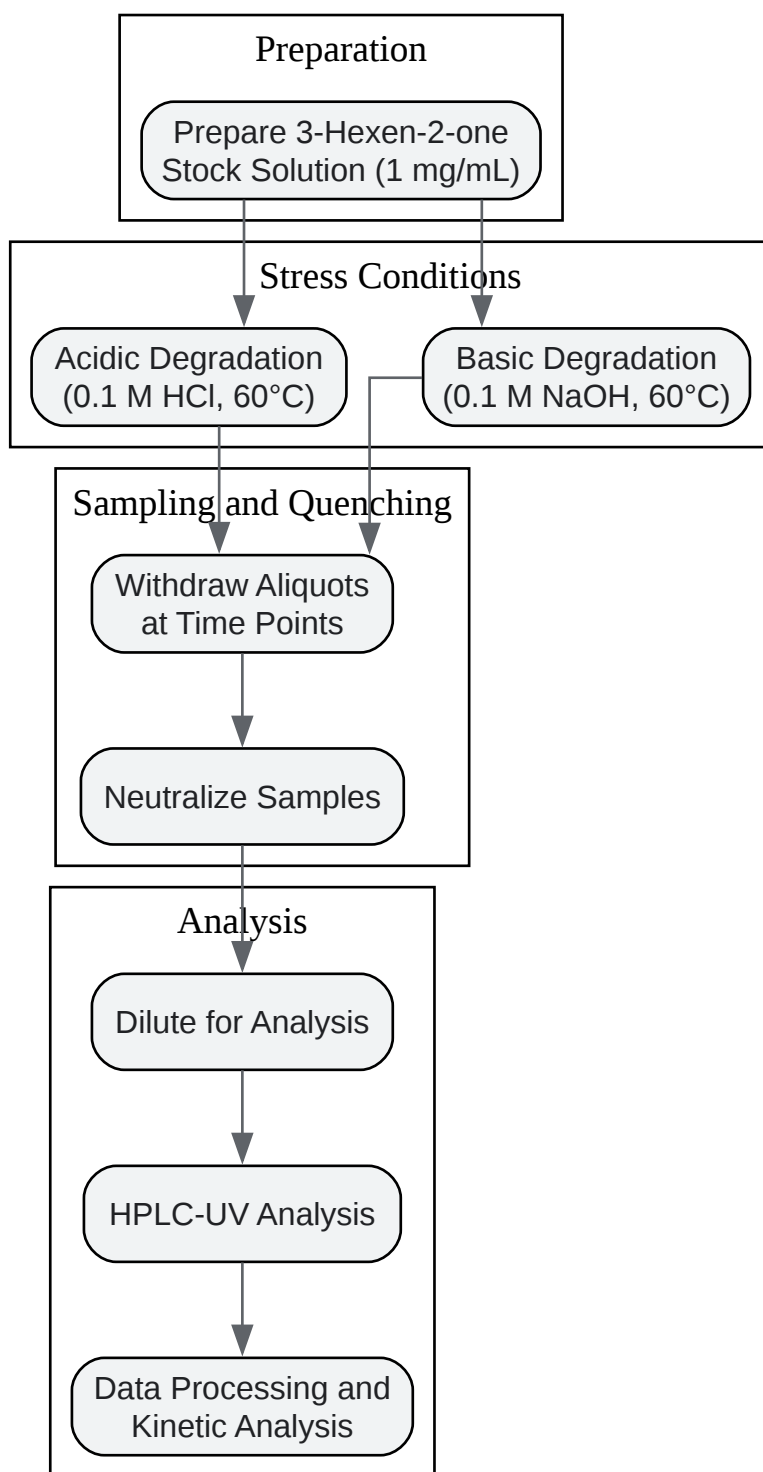 Preparation
Prepare 3-Hexen-2-one
Stock Solution (1 mg/mL)
Stress Conditions
Acidic Degradation
(0.1 M HCl, 60°C)
Basic Degradation
(0.1 M NaOH, 60°C)
Sampling and Quenching
Withdraw Aliquots
at Time Points
Neutralize Samples
Analysis
Dilute for Analysis
HPLC-UV Analysis
Data Processing and
Kinetic Analysis